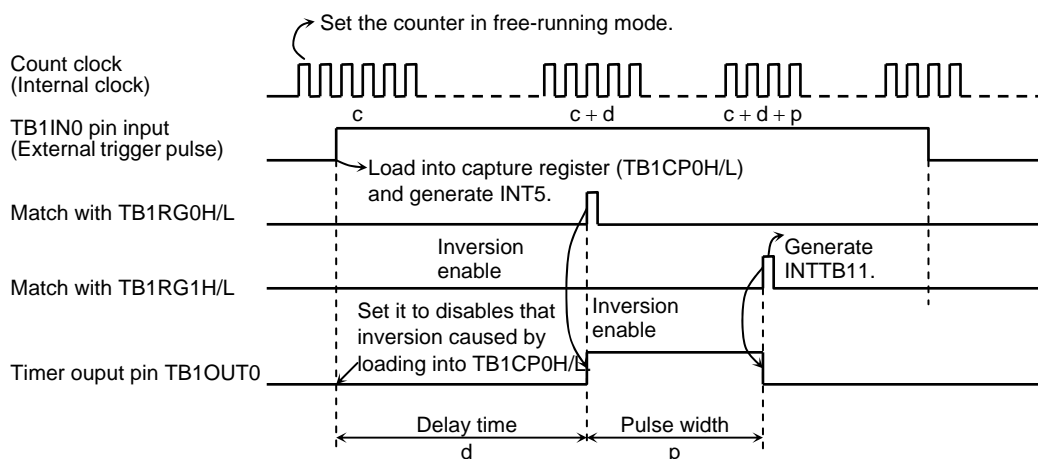 Set the counter in free-running mode.
Count clock
(Internal clock)
c
c + d
c + d + p
TB1IN0 pin input
(External trigger pulse)
Load into capture register (TB1CP0H/L)
and generate INT5.
Match with TB1RG0H/L
Inversion
enable
Generate
INTTB11.
Match with TB1RG1H/L
Set it to disables that
inversion caused by
loading into TB1CP0H/L.
Inversion
enable
Timer ouput pin TB1OUT0
Delay time
d
Pulse width
p